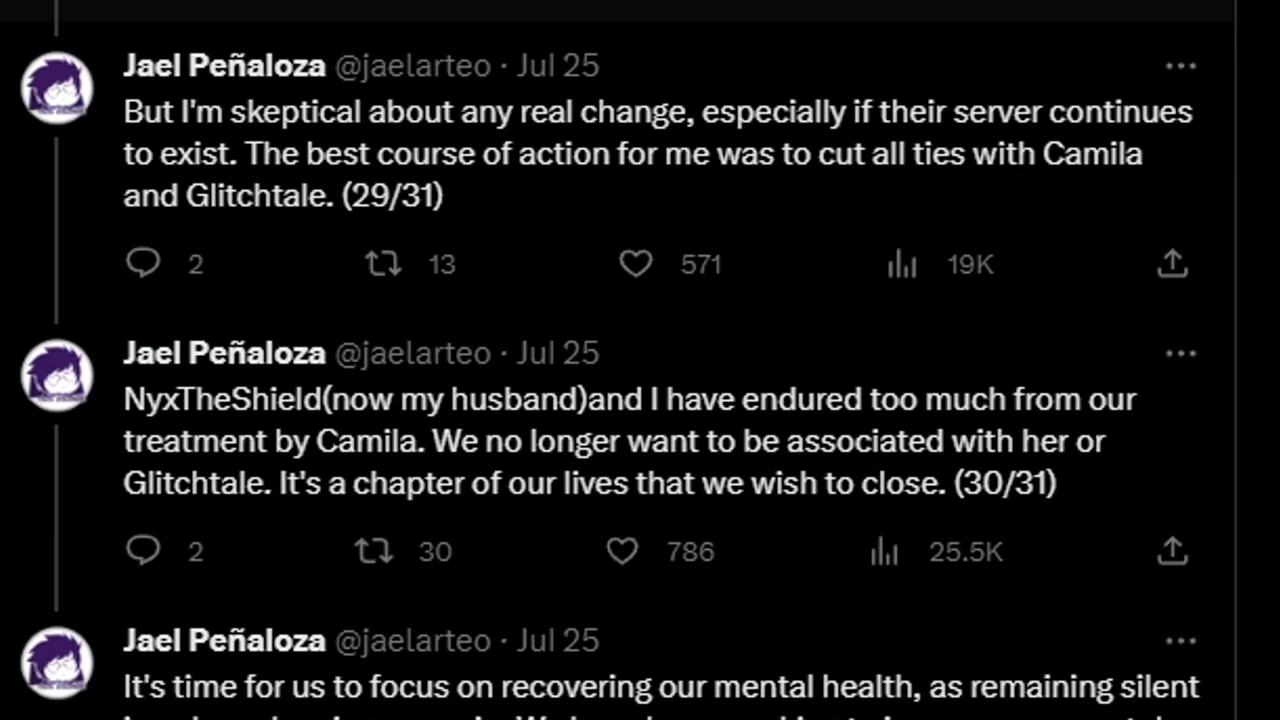 Jael Peñaloza @jaelarteo · Jul 25
But I'm skeptical about any real change, especially if their server continues
to exist. The best course of action for me was to cut all ties with Camila
and Glitchtale. (29/31)
2 13 571 19K
Jael Peñaloza @jaelarteo · Jul 25
NyxTheShield(now my husband)and I have endured too much from our
treatment by Camila. We no longer want to be associated with her or
Glitchtale. It's a chapter of our lives that we wish to close. (30/31)
2 30 786 25.5K
Jael Peñaloza @jaelarteo · Jul 25
It's time for us to focus on recovering our mental health, as remaining silent